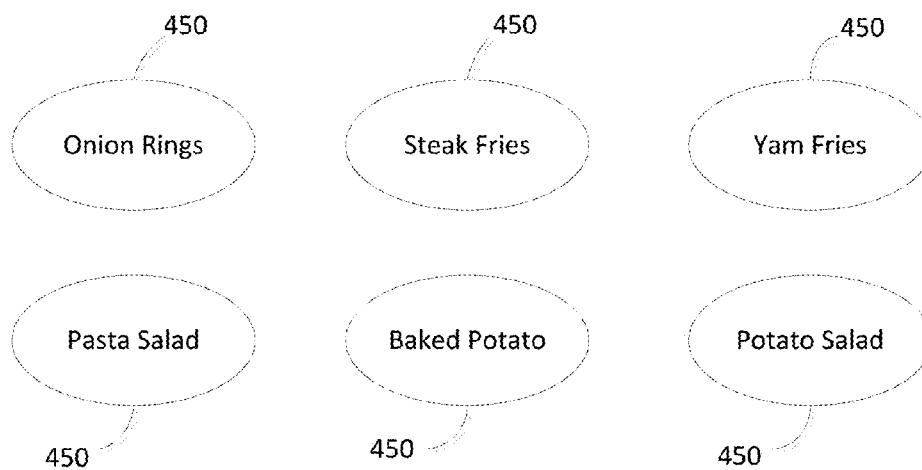 450 450 450
Onion Rings Steak Fries Yam Fries
Pasta Salad Baked Potato Potato Salad
450 450 450